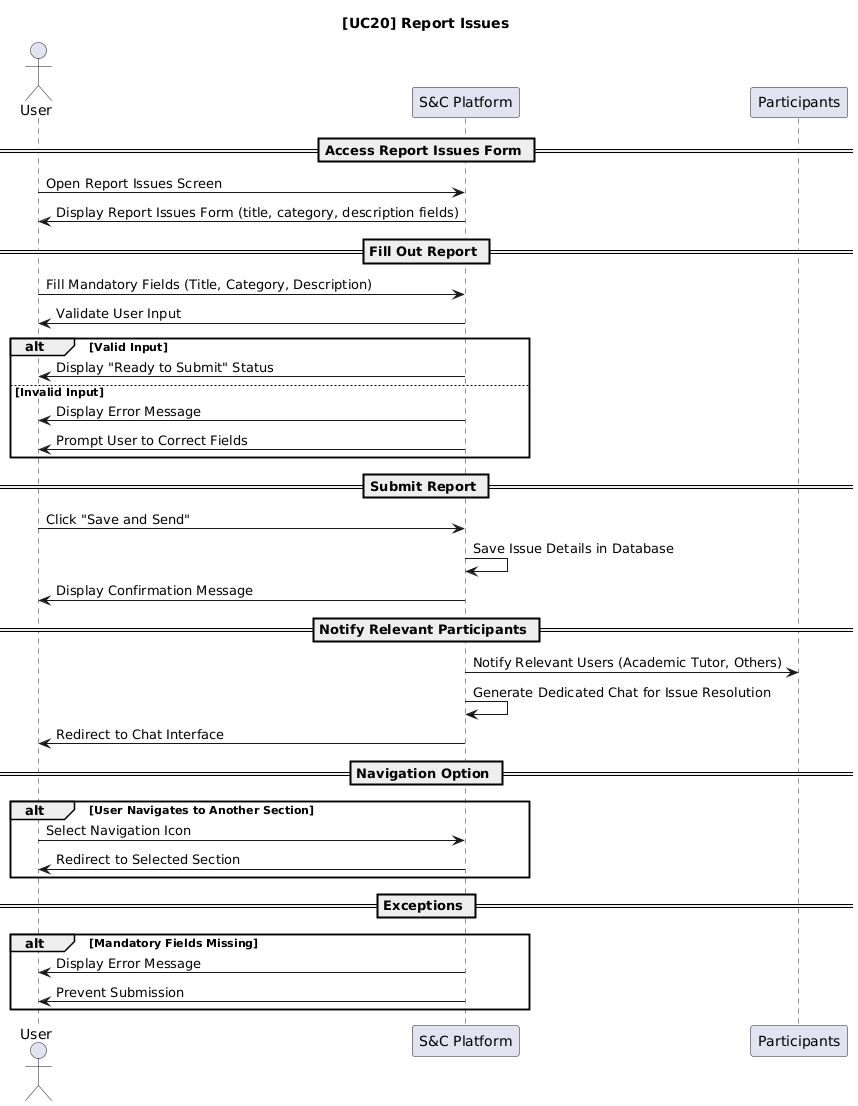 [UC20] Report Issues
User
S&C Platform
Participants
Access Report Issues Form
Open Report Issues Screen
Display Report Issues Form (title, category, description fields)
Fill Out Report
Fill Mandatory Fields (Title, Category, Description)
Validate User Input
alt [Valid Input]
Display "Ready to Submit" Status
[Invalid Input]
Display Error Message
Prompt User to Correct Fields
Submit Report
Click "Save and Send"
Save Issue Details in Database
Display Confirmation Message
Notify Relevant Participants
Notify Relevant Users (Academic Tutor, Others)
Generate Dedicated Chat for Issue Resolution
Redirect to Chat Interface
Navigation Option
alt [User Navigates to Another Section]
Select Navigation Icon
Redirect to Selected Section
Exceptions
alt [Mandatory Fields Missing]
Display Error Message
Prevent Submission
User
S&C Platform
Participants